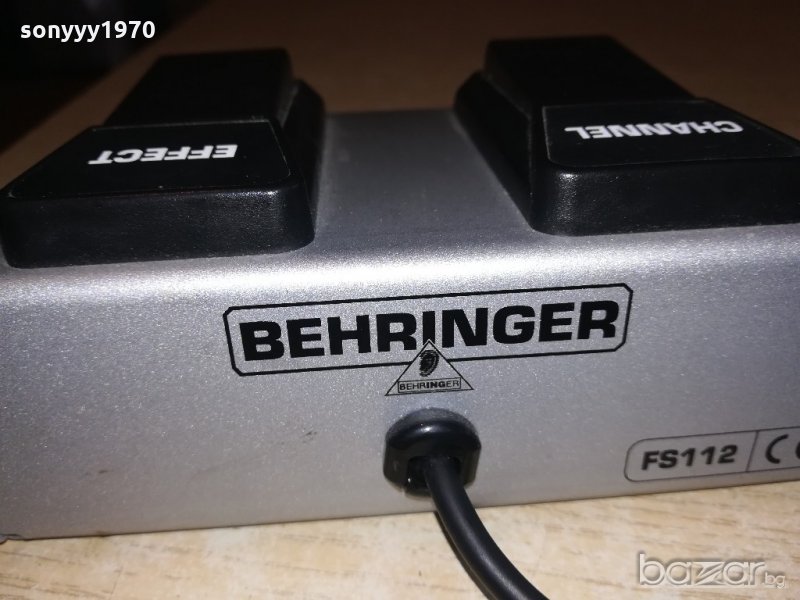 sonyyy1970
EFFECT
CHANNEL
BEHRINGER
BEHRINGER
FS112
bazar.bg